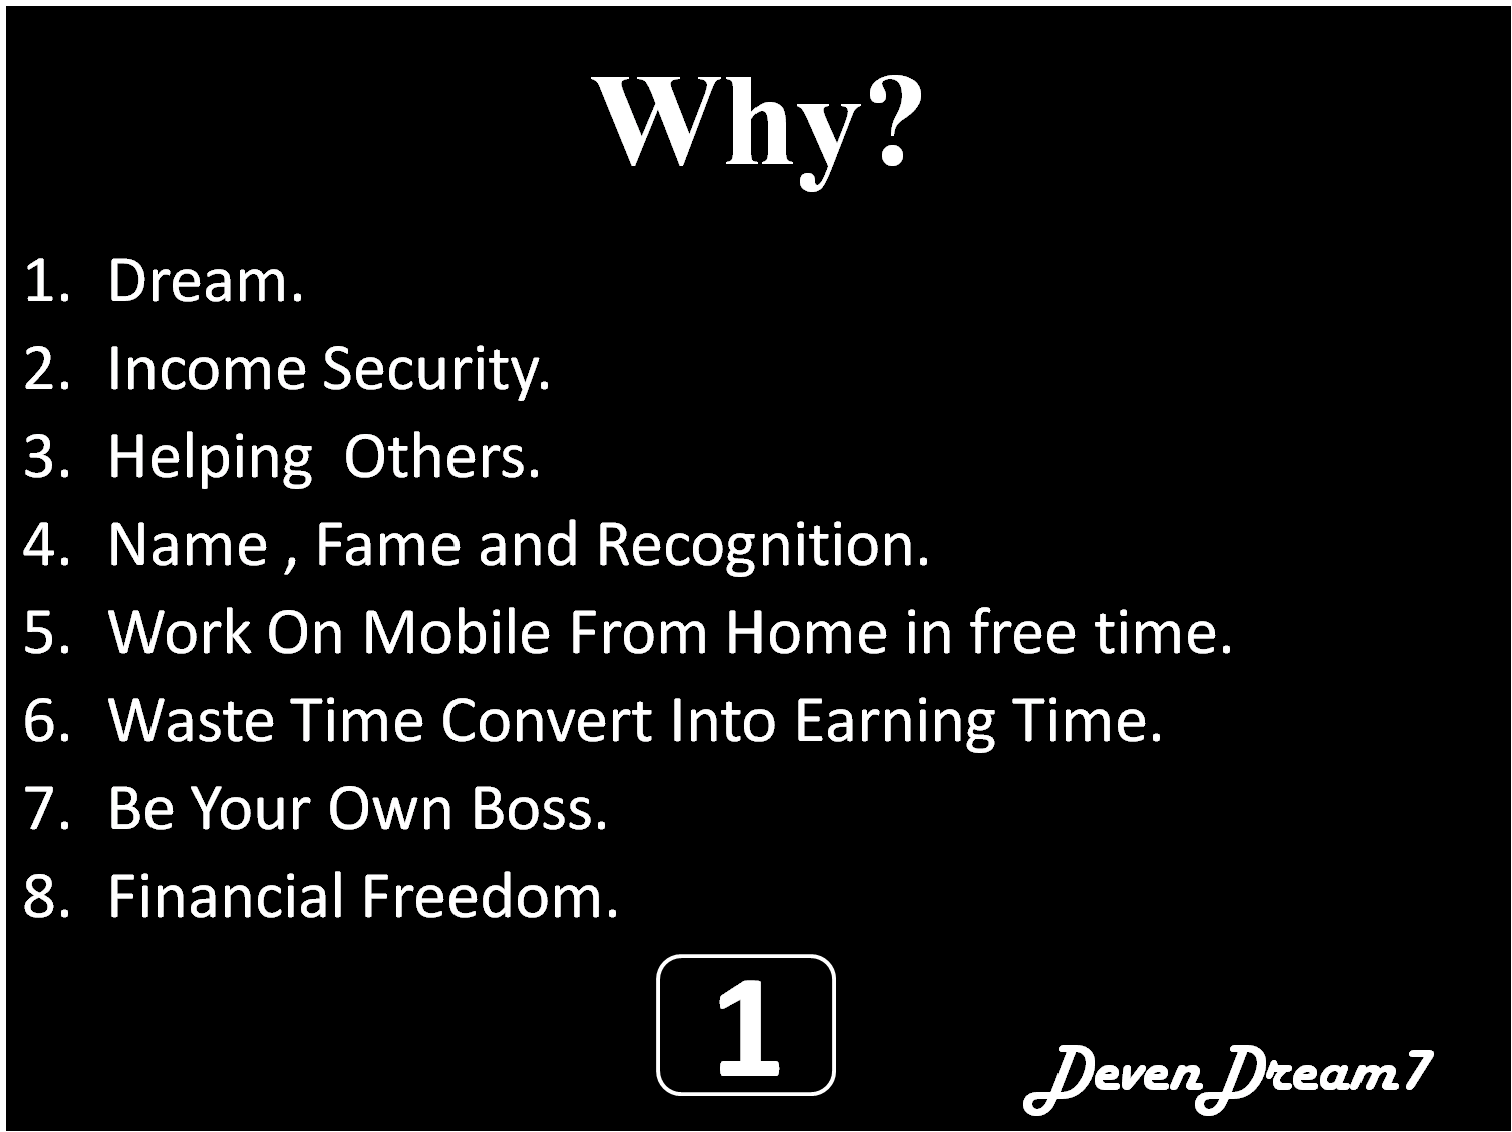 Why?
1. Dream.
2. Income Security.
3. Helping  Others.
4. Name , Fame and Recognition.
5. Work On Mobile From Home in free time.
6. Waste Time Convert Into Earning Time.
7. Be Your Own Boss.
8. Financial Freedom.
1
DevenDream7